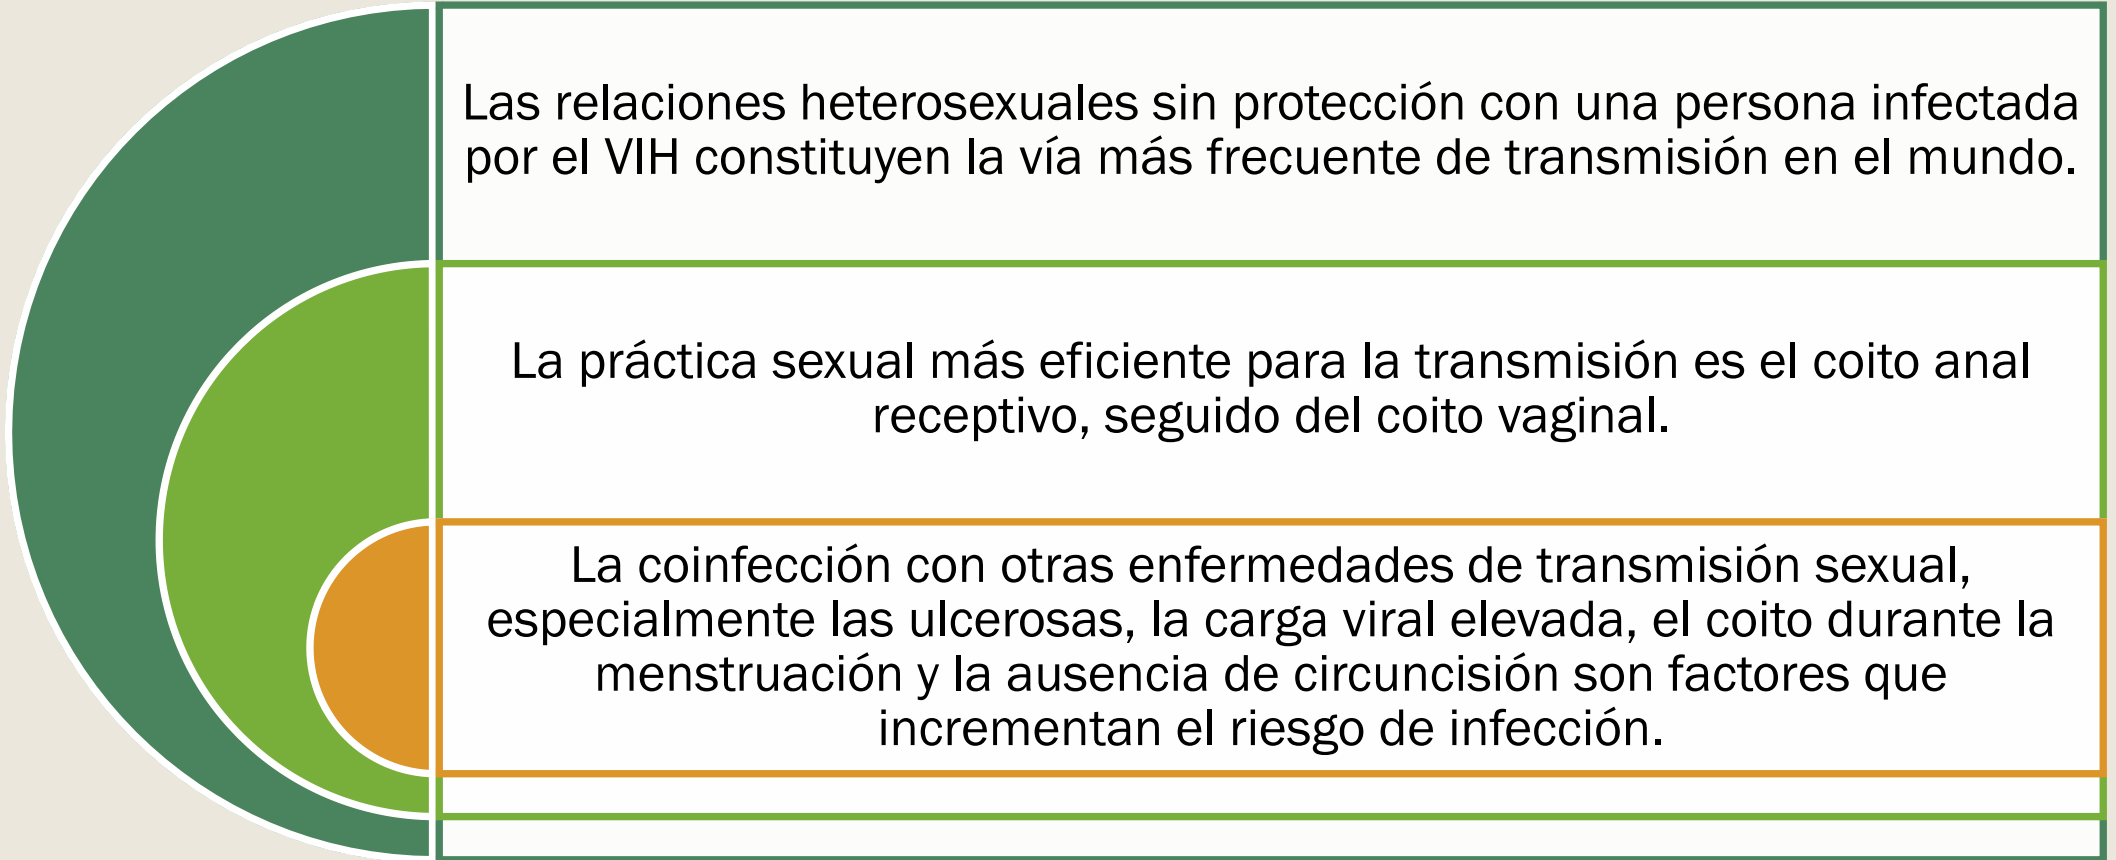 Las relaciones heterosexuales sin protección con una persona infectada
por el VIH constituyen la vía más frecuente de transmisión en el mundo.
La práctica sexual más eficiente para la transmisión es el coito anal
receptivo, seguido del coito vaginal.
La coinfección con otras enfermedades de transmisión sexual,
especialmente las ulcerosas, la carga viral elevada, el coito durante la
menstruación y la ausencia de circuncisión son factores que
incrementan el riesgo de infección.